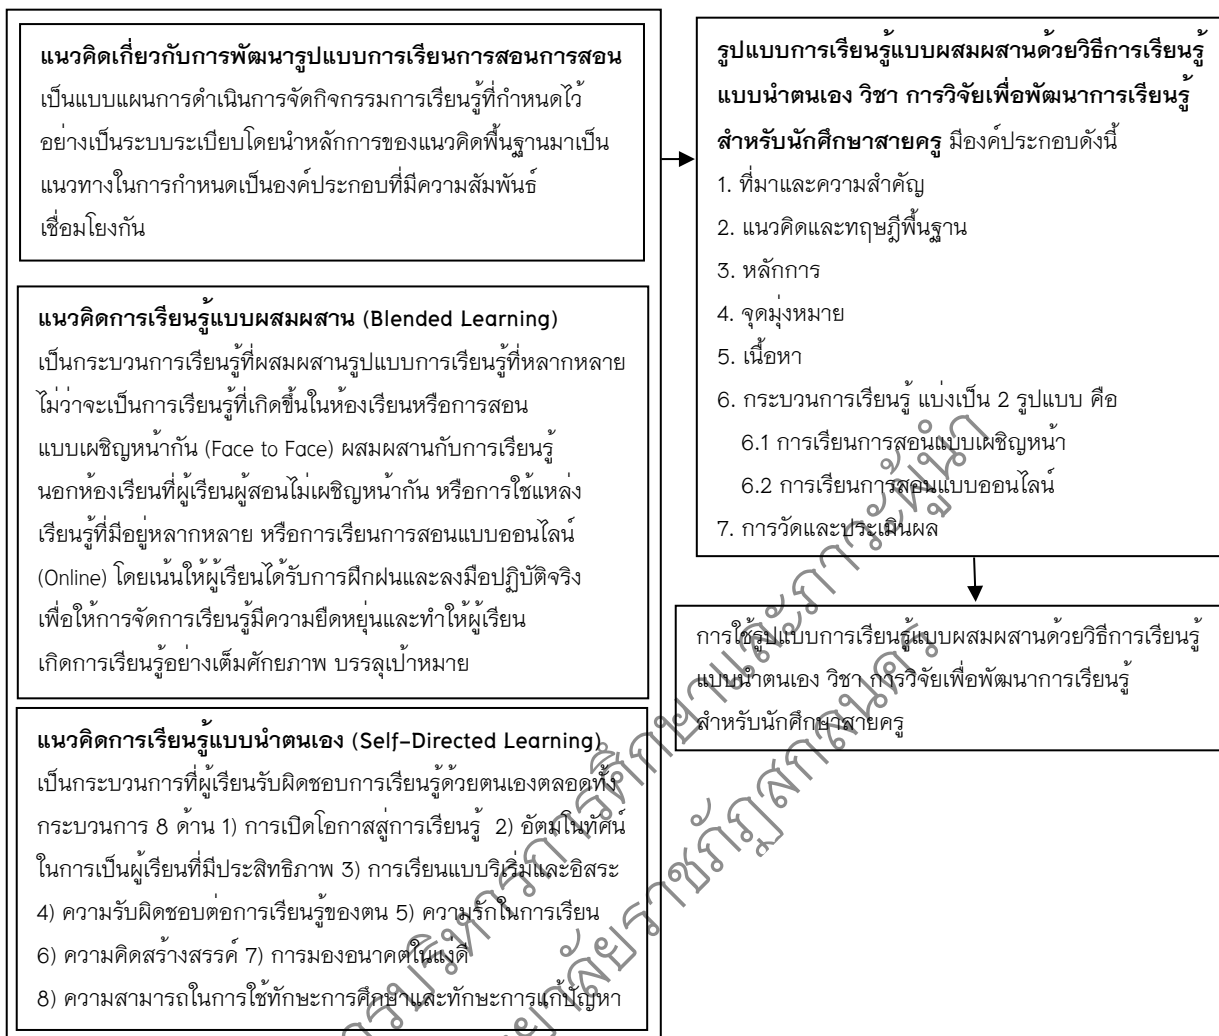 แนวคิดเกี่ยวกับการพัฒนารูปแบบการเรียนการสอนการสอน
เป็นแบบแผนการดำเนินการจัดกิจกรรมการเรียนรู้ที่กำหนดไว้
อย่างเป็นระบบระเบียบโดยนำหลักการของแนวคิดพื้นฐานมาเป็น
แนวทางในการกำหนดเป็นองค์ประกอบที่มีความสัมพันธ์
เชื่อมโยงกัน
แนวคิดการเรียนรู้แบบผสมผสาน (Blended Learning)
เป็นกระบวนการเรียนรู้ที่ผสมผสานรูปแบบการเรียนรู้ที่หลากหลาย
ไม่ว่าจะเป็นการเรียนรู้ที่เกิดขึ้นในห้องเรียนหรือการสอน
แบบเผชิญหน้ากัน (Face to Face) ผสมผสานกับการเรียนรู้
นอกห้องเรียนที่ผู้เรียนผู้สอนไม่เผชิญหน้ากัน หรือการใช้แหล่ง
เรียนรู้ที่มีอยู่หลากหลาย หรือการเรียนการสอนแบบออนไลน์
(Online) โดยเน้นให้ผู้เรียนได้รับการฝึกฝนและลงมือปฏิบัติจริง
เพื่อให้การจัดการเรียนรู้มีความยืดหยุ่นและทำให้ผู้เรียน
เกิดการเรียนรู้อย่างเต็มศักยภาพ บรรลุเป้าหมาย
แนวคิดการเรียนรู้แบบนำตนเอง (Self-Directed Learning)
เป็นกระบวนการที่ผู้เรียนรับผิดชอบการเรียนรู้ด้วยตนเองตลอดทั้ง
กระบวนการ 8 ด้าน 1) การเปิดโอกาสสู่การเรียนรู้ 2) อัตมโนทัศน์
ในการเป็นผู้เรียนที่มีประสิทธิภาพ 3) การเรียนแบบริเริ่มและอิสระ
4) ความรับผิดชอบต่อการเรียนรู้ของตน 5) ความรักในการเรียน
6) ความคิดสร้างสรรค์ 7) การมองอนาคตในแง่ดี
8) ความสามารถในการใช้ทักษะการศึกษาและทักษะการแก้ปัญหา
รูปแบบการเรียนรู้แบบผสมผสานด้วยวิธีการเรียนรู้
แบบนำตนเอง วิชา การวิจัยเพื่อพัฒนาการเรียนรู้
สำหรับนักศึกษาสายครู มีองค์ประกอบดังนี้
1. ที่มาและความสำคัญ
2. แนวคิดและทฤษฎีพื้นฐาน
3. หลักการ
4. จุดมุ่งหมาย
5. เนื้อหา
6. กระบวนการเรียนรู้ แบ่งเป็น 2 รูปแบบ คือ
6.1 การเรียนการสอนแบบเผชิญหน้า
6.2 การเรียนการสอนแบบออนไลน์
7. การวัดและประเมินผล
การใช้รูปแบบการเรียนรู้แบบผสมผสานด้วยวิธีการเรียนรู้
แบบนำตนเอง วิชา การวิจัยเพื่อพัฒนาการเรียนรู้
สำหรับนักศึกษาสายครู
การบริหารการศึกษาและภาวะผู้นำ
ยาลัยราชภัฏสกลนคร